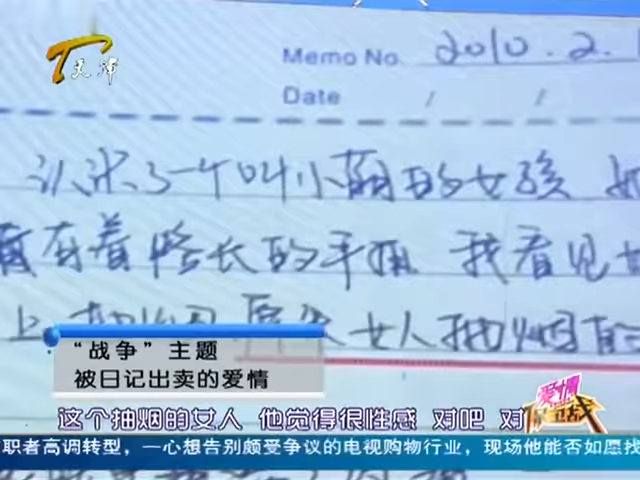 天津
Memo No. 2010.2.1
Date / /
认识了一个叫小丽的女孩
有着修长的手指 我看见
女人抽烟
“战争”主题
被日记出卖的爱情
爱情保卫战
这个抽烟的女人 他觉得很性感 对吧 对
职者高调转型，一心想告别颇受争议的电视购物行业，现场他能否如愿找